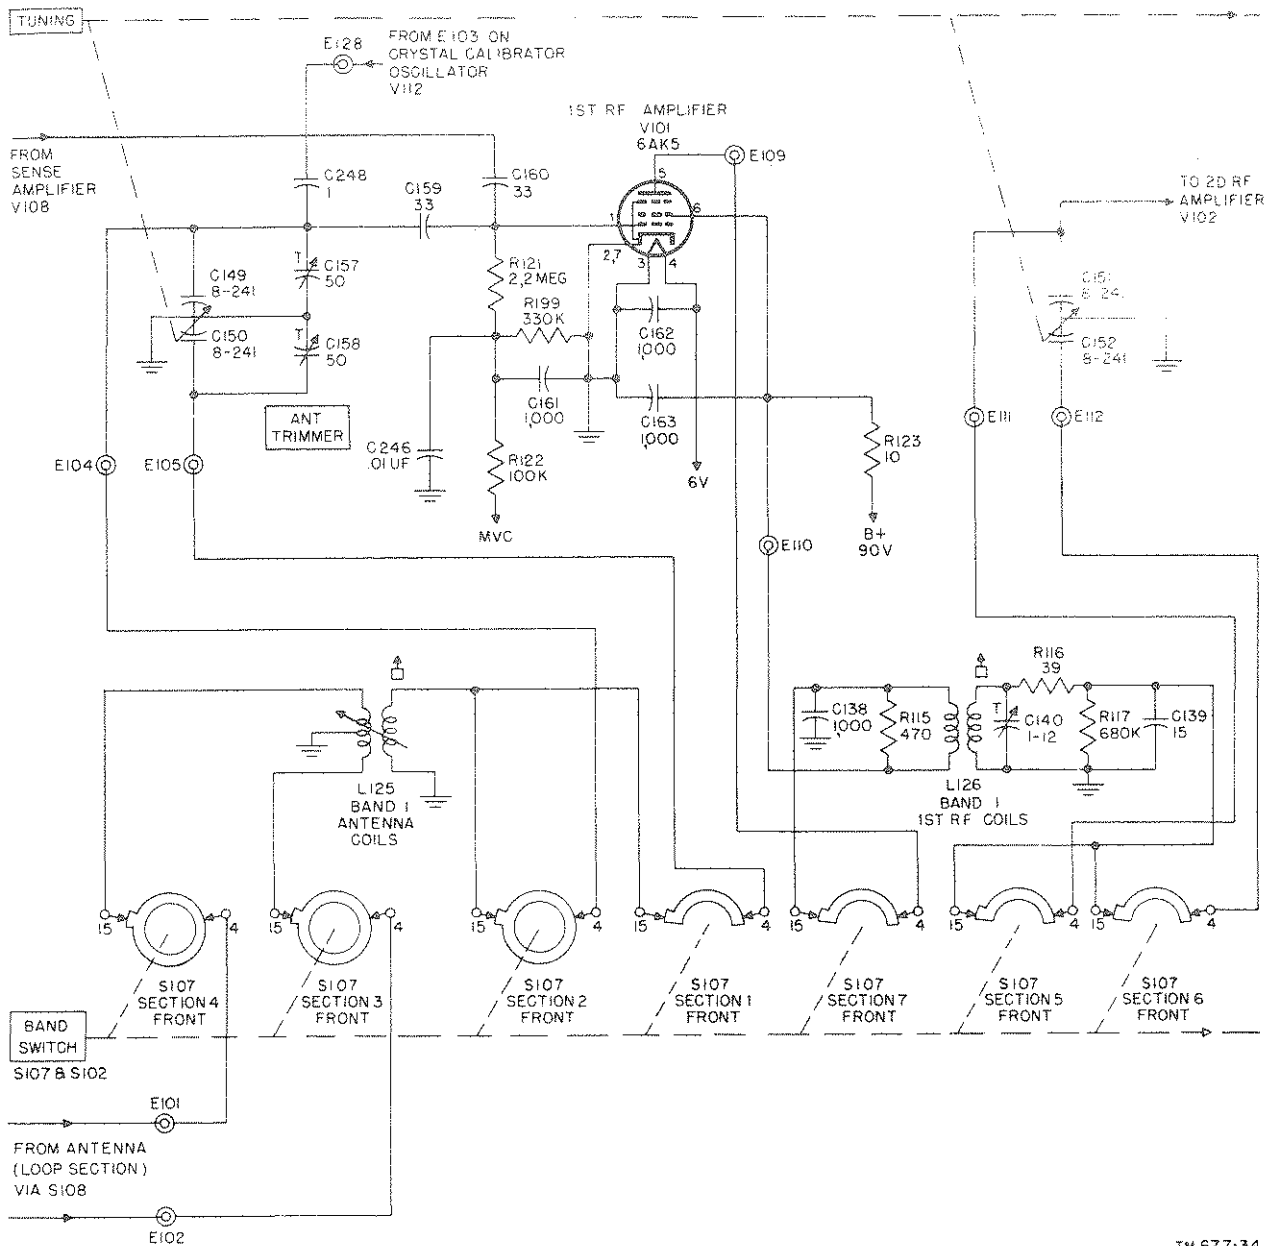 TUNING
E128
FROM E103 ON
CRYSTAL CALIBRATOR
OSCILLATOR
V112
1ST RF AMPLIFIER
V101
6AK5
E109
FROM
SENSE
AMPLIFIER
V108
C248
1
C159
33
C160
33
5
6
1
2,7
3
4
TO 2D RF
AMPLIFIER
V102
C149
8-241
C150
8-241
T
C157
50
T
C158
50
R121
2.2 MEG
R199
330K
C162
1,000
C161
1,000
C163
1,000
C151
8-24
C152
8-241
ANT
TRIMMER
E104
E105
C246
.01 UF
R122
100K
MVC
6V
R123
10
B+
90V
E110
E111
E112
L125
BAND 1
ANTENNA
COILS
C138
1,000
R115
470
L126
BAND 1
1ST RF COILS
T
C140
1-12
R116
39
R117
680K
C139
15
15
4
15
4
15
4
15
4
15
4
15
4
15
4
S107
SECTION 4
FRONT
S107
SECTION 3
FRONT
S107
SECTION 2
FRONT
S107
SECTION 1
FRONT
S107
SECTION 7
FRONT
S107
SECTION 5
FRONT
S107
SECTION 6
FRONT
BAND
SWITCH
S107 & S102
E101
FROM ANTENNA
(LOOP SECTION)
VIA S108
E102
TM 677-34